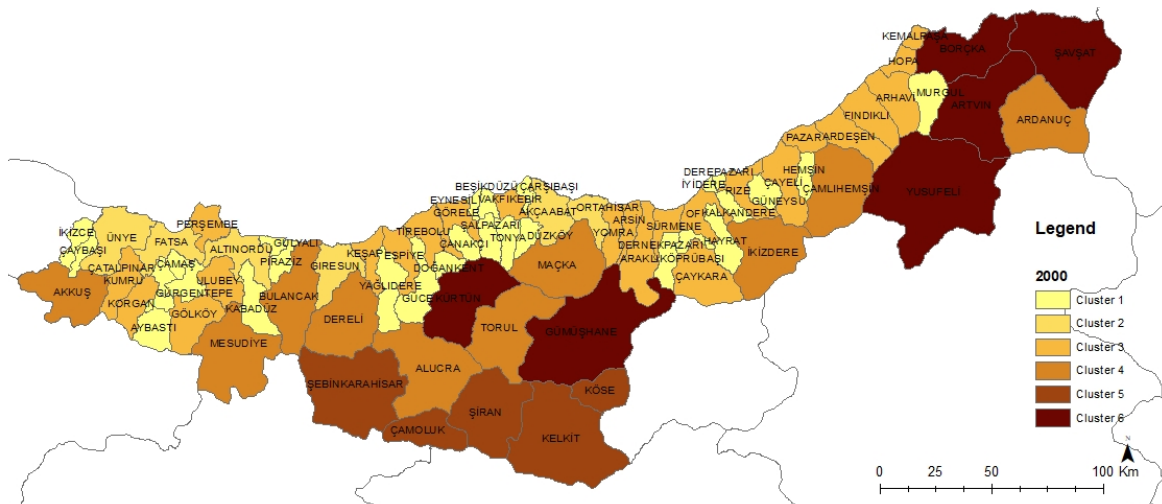 KEMALPAŞA
BORÇKA
ŞAVŞAT
HOPA
MURGUL
ARHAVİ
ARTVİN
FINDIKLI
ARDANUÇ
PAZAR
ARDEŞEN
HEMŞİN
DEREPAZARI
İYİDERE
RİZE
ÇAYELİ
ÇAMLIHEMŞİN
YUSUFELİ
GÜNEYSU
BEŞİKDÜZÜ
ÇARŞIBAŞI
EYNESİL
VAKFIKEBİR
ORTAHİSAR
ARSİN
OF
KALKANDERE
GÖRELE
AKÇAABAT
SÜRMENE
PERŞEMBE
ŞALPAZARI
YOMRA
TİREBOLU
HAYRAT
İKİZCE
ÜNYE
FATSA
ALTINORDU
GÜLYALI
ÇANAKÇI
TONYA
DÜZKÖY
DERNEKPAZARI
İKİZDERE
ÇAYBAŞI
PİRAZİZ
KEŞAP
ESPİYE
ARAKLI
KÖPRÜBAŞI
ÇAMAŞ
GİRESUN
DOĞANKENT
MAÇKA
ÇATALPINAR
ÇAYKARA
AKKUŞ
KUMRU
ULUBEY
YAĞLIDERE
GÜRGENTEPE
BULANCAK
GÜCE
KÜRTÜN
KORGAN
KABADÜZ
GÖLKÖY
DERELİ
AYBASTI
TORUL
GÜMÜŞHANE
MESUDİYE
ALUCRA
ŞEBİNKARAHİSAR
KÖSE
ŞİRAN
ÇAMOLUK
KELKİT
Legend
2000
Cluster 1
Cluster 2
Cluster 3
Cluster 4
Cluster 5
Cluster 6
N
0 25 50 100 Km